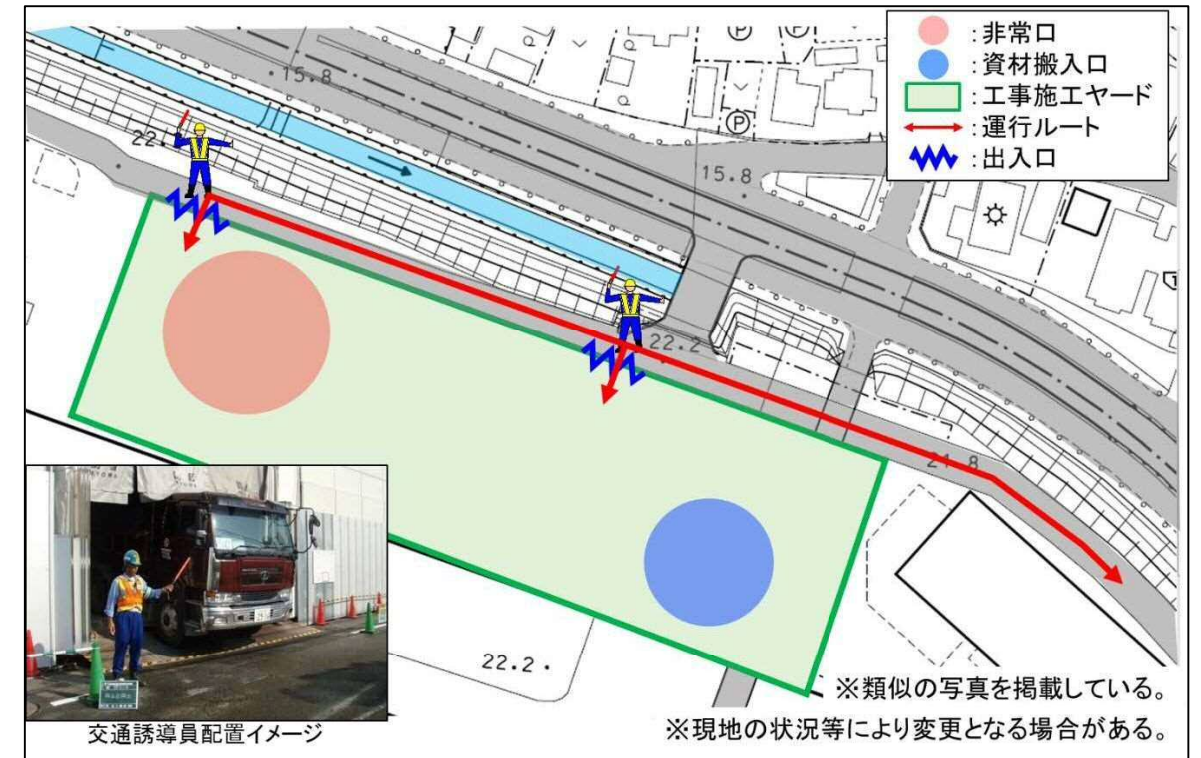 :非常口
:資材搬入口
:工事施工ヤード
:運行ルート
:出入口
15.8
P
P
P
15.8
22.
22.2
21.8
22.2
交通誘導員配置イメージ
※類似の写真を掲載している。
※現地の状況等により変更となる場合がある。